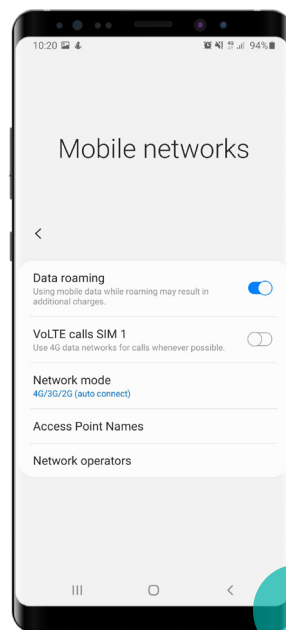 10:20
94%
Mobile networks
Data roaming
Using mobile data while roaming may result in
additional charges.
VoLTE calls SIM 1
Use 4G data networks for calls whenever possible.
Network mode
4G/3G/2G (auto connect)
Access Point Names
Network operators